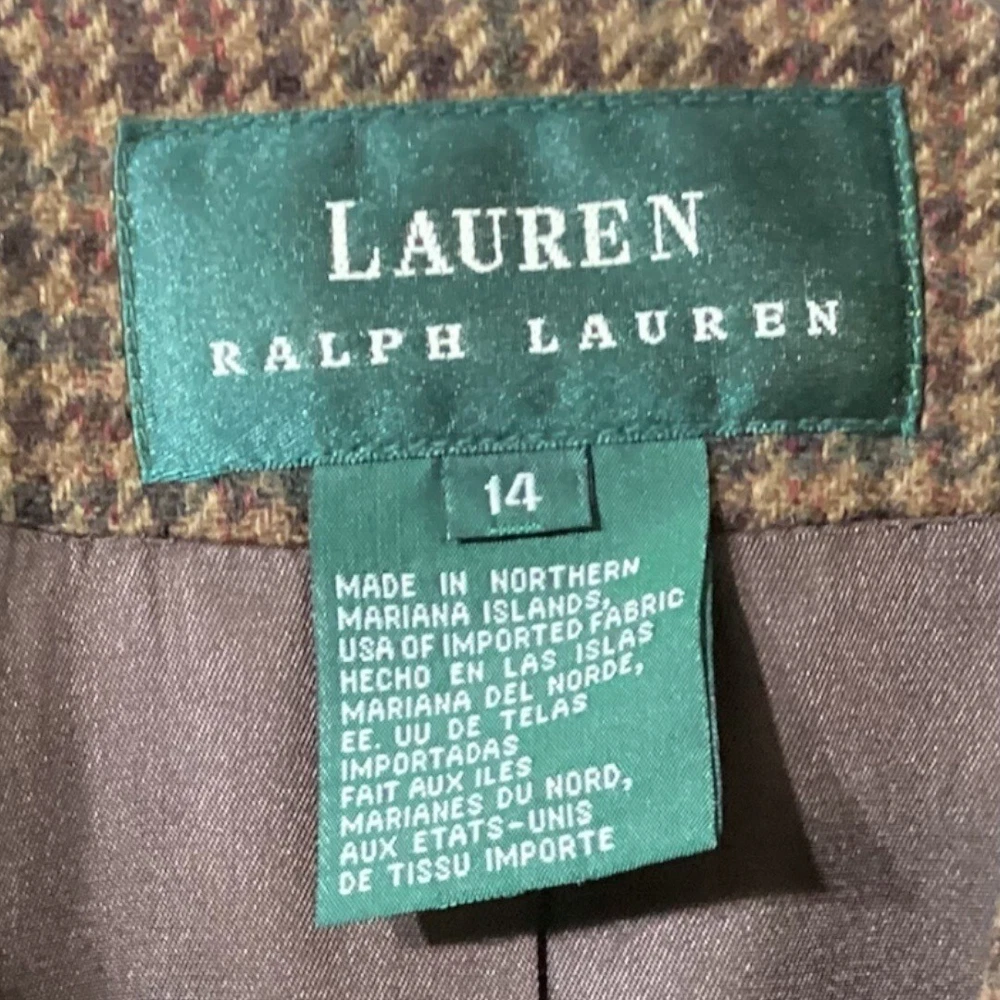 LAUREN
RALPH LAUREN
14
MADE IN NORTHERN
MARIANA ISLANDS,
USA OF IMPORTED FABRIC
HECHO EN LAS ISLAS
MARIANA DEL NORDE,
EE. UU DE TELAS
IMPORTADAS
FAIT AUX ILES
MARIANES DU NORD,
AUX ETATS-UNIS
DE TISSU IMPORTE